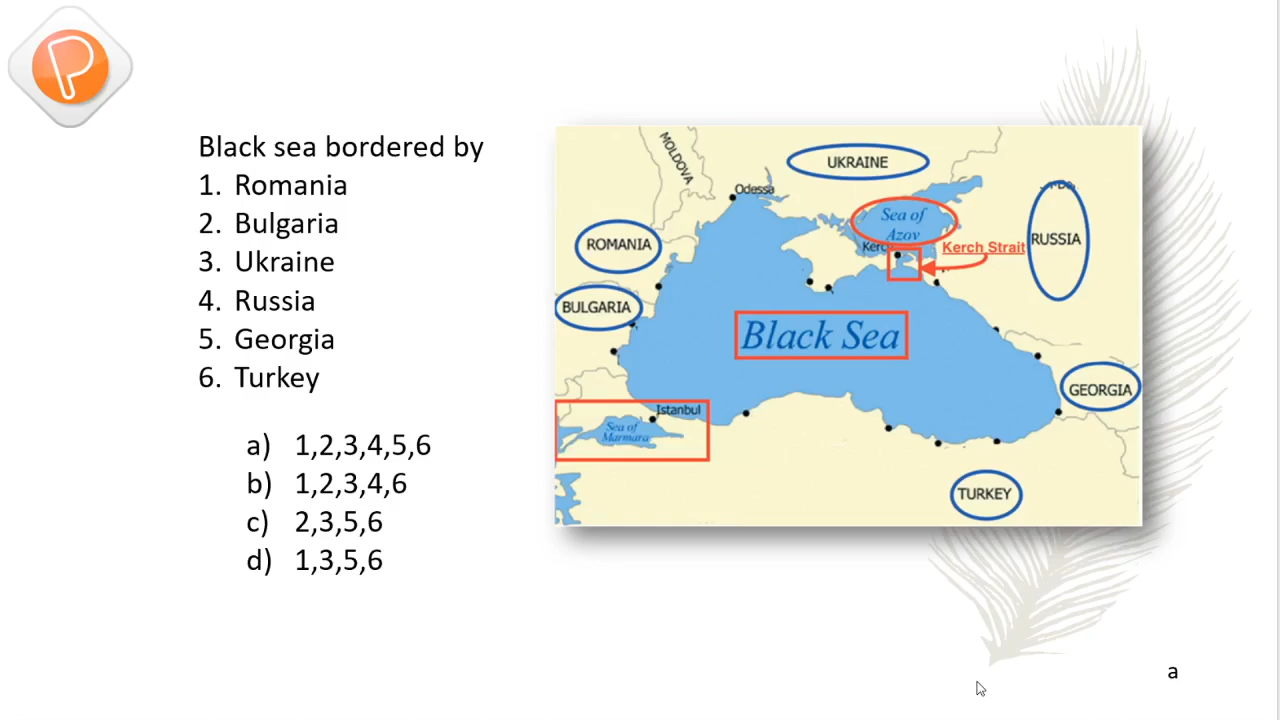 P
Black sea bordered by
1. Romania
2. Bulgaria
3. Ukraine
4. Russia
5. Georgia
6. Turkey
a) 1,2,3,4,5,6
b) 1,2,3,4,6
c) 2,3,5,6
d) 1,3,5,6
MOLDOVA
UKRAINE
Odessa
Sea of
Azov
ROMANIA
Kerch Strait
RUSSIA
BULGARIA
Black Sea
GEORGIA
Istanbul
Sea of
Marmara
TURKEY
a